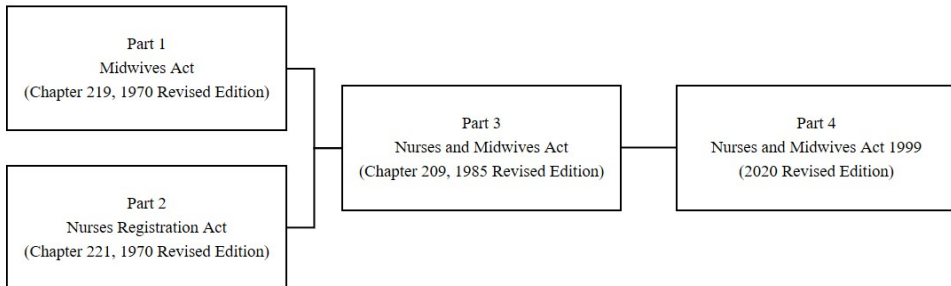 Part 1
Midwives Act
(Chapter 219, 1970 Revised Edition)
Part 2
Nurses Registration Act
(Chapter 221, 1970 Revised Edition)
Part 3
Nurses and Midwives Act
(Chapter 209, 1985 Revised Edition)
Part 4
Nurses and Midwives Act 1999
(2020 Revised Edition)